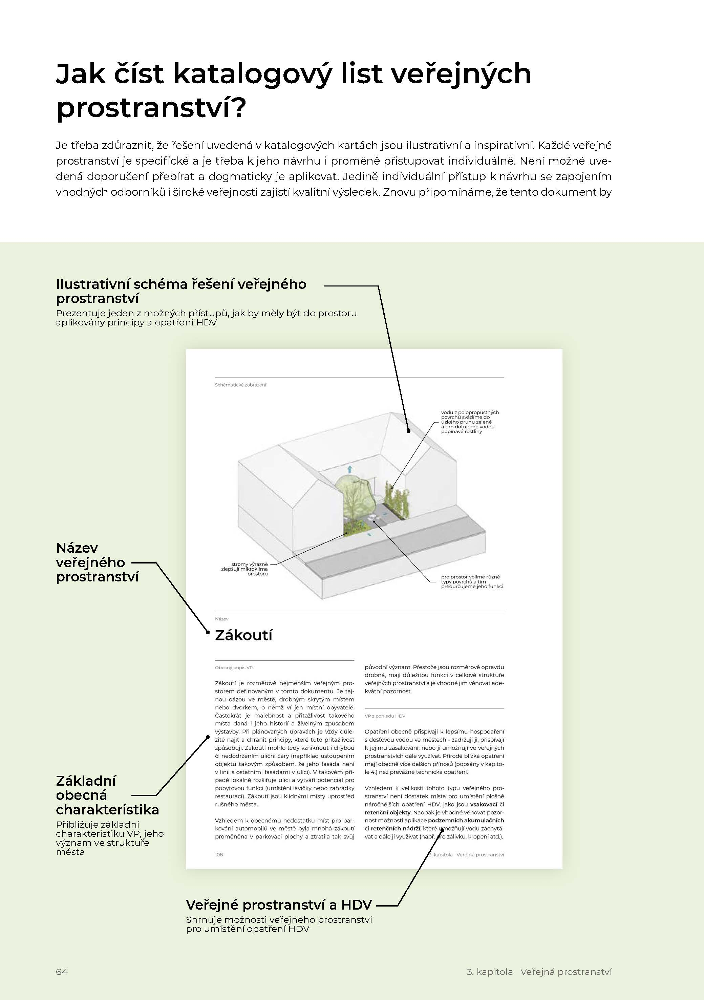 Jak číst katalogový list veřejných
prostranství?
Je třeba zdůraznit, že řešení uvedená v katalogových kartách jsou ilustrativní a inspirativní. Každé veřejné
prostranství je specifické a je třeba k jeho návrhu i proměně přistupovat individuálně. Není možné uve-
dená doporučení přebírat a dogmaticky je aplikovat. Jedině individuální přístup k návrhu se zapojením
vhodných odborníků i široké veřejnosti zajistí kvalitní výsledek. Znovu připomínáme, že tento dokument by
Ilustrativní schéma řešení veřejného
prostranství
Prezentuje jeden z možných přístupů, jak by měly být do prostoru
aplikovány principy a opatření HDV
Schématické zobrazení
vodu z polopropustných
povrchů svádíme do
úzkého pruhu zeleně
a tím dotujeme vodou
popínavé rostliny
stromy výrazně
zlepšují mikroklima
prostoru
pro prostor volíme různé
typy povrchů a tím
předurčujeme jeho funkci
Název
veřejného
prostranství
Název
Zákoutí
Obecný popis VP
Zákoutí je rozměrově nejmenším veřejným pro-
storem definovaným v tomto dokumentu. Je taj-
nou oázou ve městě, drobným skrytým místem
nebo dvorkem, o němž ví jen místní obyvatelé.
Častokrát je malebnost a přitažlivost takového
místa daná i jeho historií a živelným způsobem
výstavby. Při plánovaných úpravách je vždy důle-
žité najít a chránit principy, které tuto přitažlivost
způsobují. Zákoutí mohlo tedy vzniknout i chybou
či nedodržením uliční čáry (například ustoupením
objektu takovým způsobem, že jeho fasáda není
v linii s ostatními fasádami v ulici). V takovém pří-
padě lokálně rozšiřuje ulici a vytváří potenciál pro
pobytovou funkci (umístění lavičky nebo zahrádky
restaurací). Zákoutí jsou klidnými místy uprostřed
rušného města.
Vzhledem k obecnému nedostatku míst pro par-
kování automobilů ve městě byla mnohá zákoutí
proměněna v parkovací plochy a ztratila tak svůj
původní význam. Přestože jsou rozměrově opravdu
drobná, mají důležitou funkci v celkové struktuře
veřejných prostranství a je vhodné jim věnovat ade-
kvátní pozornost.
VP z pohledu HDV
Opatření obecně přispívají k lepšímu hospodaření
s dešťovou vodou ve městech - zadržují ji, přispívají
k jejímu zasakování, nebo ji umožňují ve veřejných
prostranstvích dále využívat. Přírodě blízká opatření
mají obecně více dalších přínosů (popsány v kapito-
le 4.) než převážně technická opatření.
Vzhledem k velikosti tohoto typu veřejného pro-
stranství není dostatek místa pro umístění plošně
náročnějších opatření HDV, jako jsou vsakovací či
retenční objekty. Naopak je vhodné věnovat pozor-
nost možnosti aplikace podzemních akumulačních
či retenčních nádrží, které umožňují vodu zachytá-
vat a dále ji využívat (např. pro zálivku, kropení atd.).
108
3. kapitola Veřejná prostranství
Základní
obecná
charakteristika
Přibližuje základní
charakteristiku VP, jeho
význam ve struktuře
města
Veřejné prostranství a HDV
Shrnuje možnosti veřejného prostranství
pro umístění opatření HDV
64
3. kapitola Veřejná prostranství